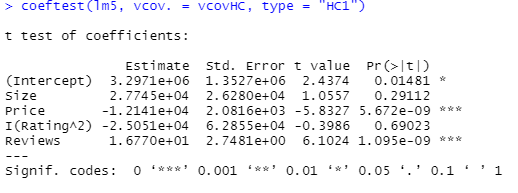 > coeftest(lm5, vcov. = vcovHC, type = "HC1")
t test of coefficients:
Estimate Std. Error t value Pr(>|t|)
(Intercept) 3.2971e+06 1.3527e+06 2.4374 0.01481 *
Size 2.7745e+04 2.6280e+04 1.0557 0.29112
Price -1.2141e+04 2.0816e+03 -5.8327 5.672e-09 ***
I(Rating^2) -2.5051e+04 6.2855e+04 -0.3986 0.69023
Reviews 1.6770e+01 2.7481e+00 6.1024 1.095e-09 ***
---
Signif. codes: 0 ‘***’ 0.001 ‘**’ 0.01 ‘*’ 0.05 ‘.’ 0.1 ‘ ’ 1